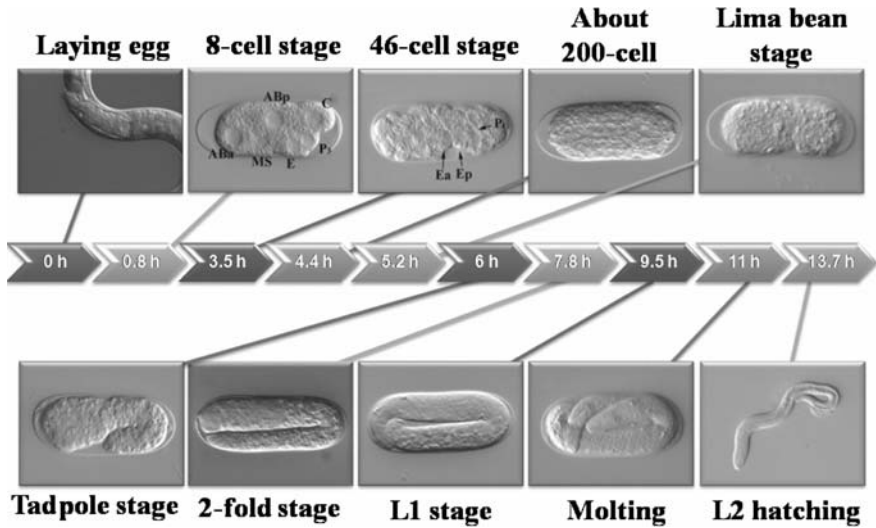 Laying egg
8-cell stage
46-cell stage
About
200-cell
Lima bean
stage
ABp
C
ABa
MS
E
P₃
Ea
Ep
0 h
0.8 h
3.5 h
4.4 h
5.2 h
6 h
7.8 h
9.5 h
11 h
13.7 h
Tadpole stage
2-fold stage
L1 stage
Molting
L2 hatching